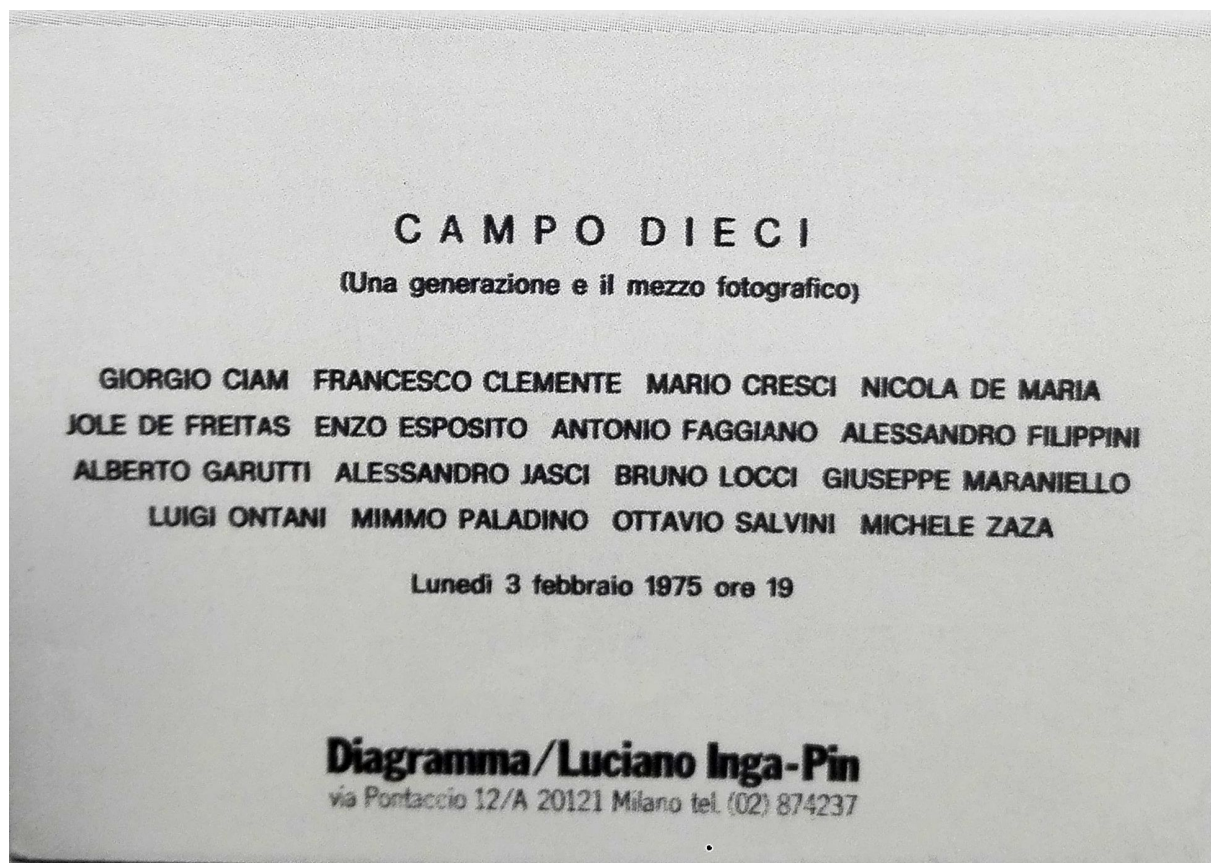 CAMPO DIECI
(Una generazione e il mezzo fotografico)
GIORGIO CIAM FRANCESCO CLEMENTE MARIO CRESCI NICOLA DE MARIA
JOLE DE FREITAS ENZO ESPOSITO ANTONIO FAGGIANO ALESSANDRO FILIPPINI
ALBERTO GARUTTI ALESSANDRO JASCI BRUNO LOCCI GIUSEPPE MARANIELLO
LUIGI ONTANI MIMMO PALADINO OTTAVIO SALVINI MICHELE ZAZA
Lunedì 3 febbraio 1975 ore 19
Diagramma/Luciano Inga-Pin
via Pontaccio 12/A 20121 Milano tel. (02) 874237